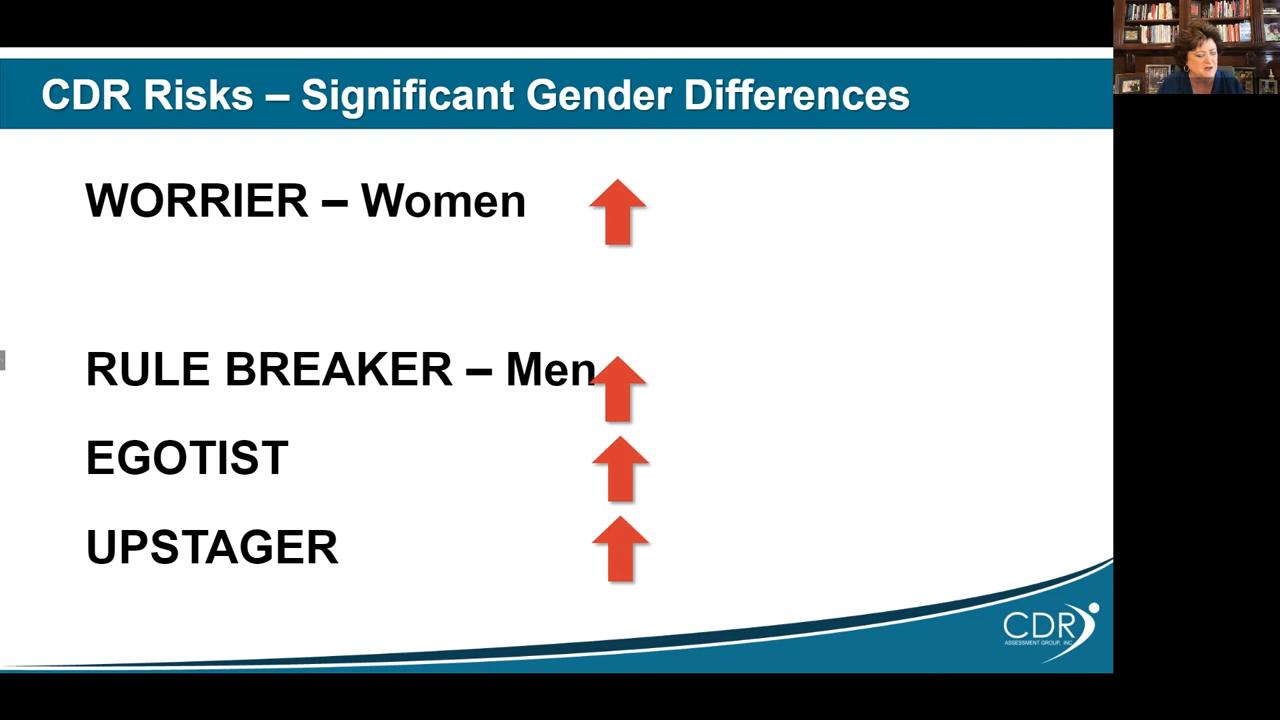 CDR Risks – Significant Gender Differences
WORRIER – Women
RULE BREAKER – Men
EGOTIST
UPSTAGER
CDR
ASSESSMENT GROUP, INC.